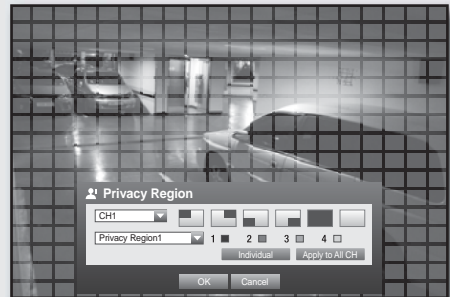 Privacy Region
CH1
Privacy Region1 1 2 3 4
Individual Apply to All CH
OK Cancel